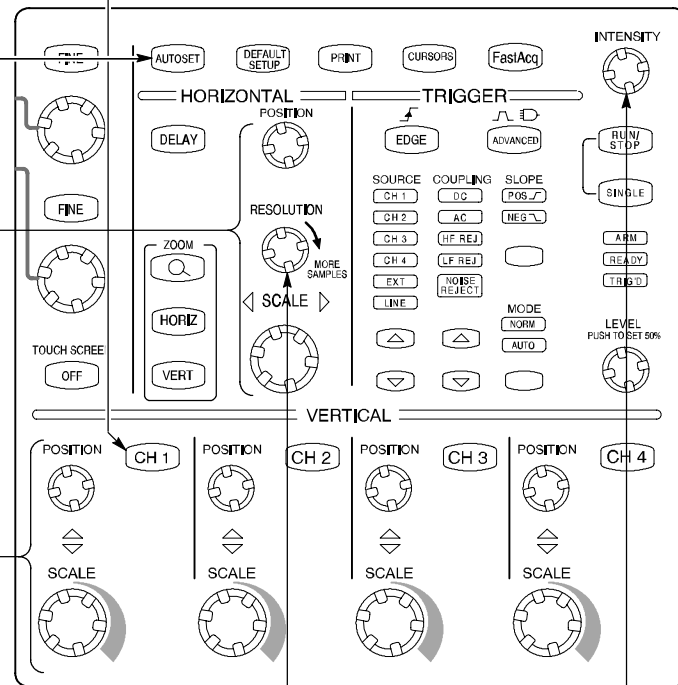 INTENSITY
FINE
AUTOSET
DEFAULT SETUP
PRINT
CURSORS
FastAcq
HORIZONTAL
TRIGGER
POSITION
DELAY
EDGE
ADVANCED
RUN/
STOP
SOURCE COUPLING SLOPE
CH 1 DC POS
CH 2 AC NEG
CH 3 HF REJ
CH 4 LF REJ
EXT NOISE REJECT
LINE
SINGLE
FINE
RESOLUTION
MORE
SAMPLES
ZOOM
ARM
READY
TRIG'D
SCALE
HORIZ
MODE
NORM
AUTO
LEVEL
PUSH TO SET 50%
TOUCH SCREE
OFF
VERT
VERTICAL
POSITION CH 1 POSITION CH 2 POSITION CH 3 POSITION CH 4
SCALE SCALE SCALE SCALE